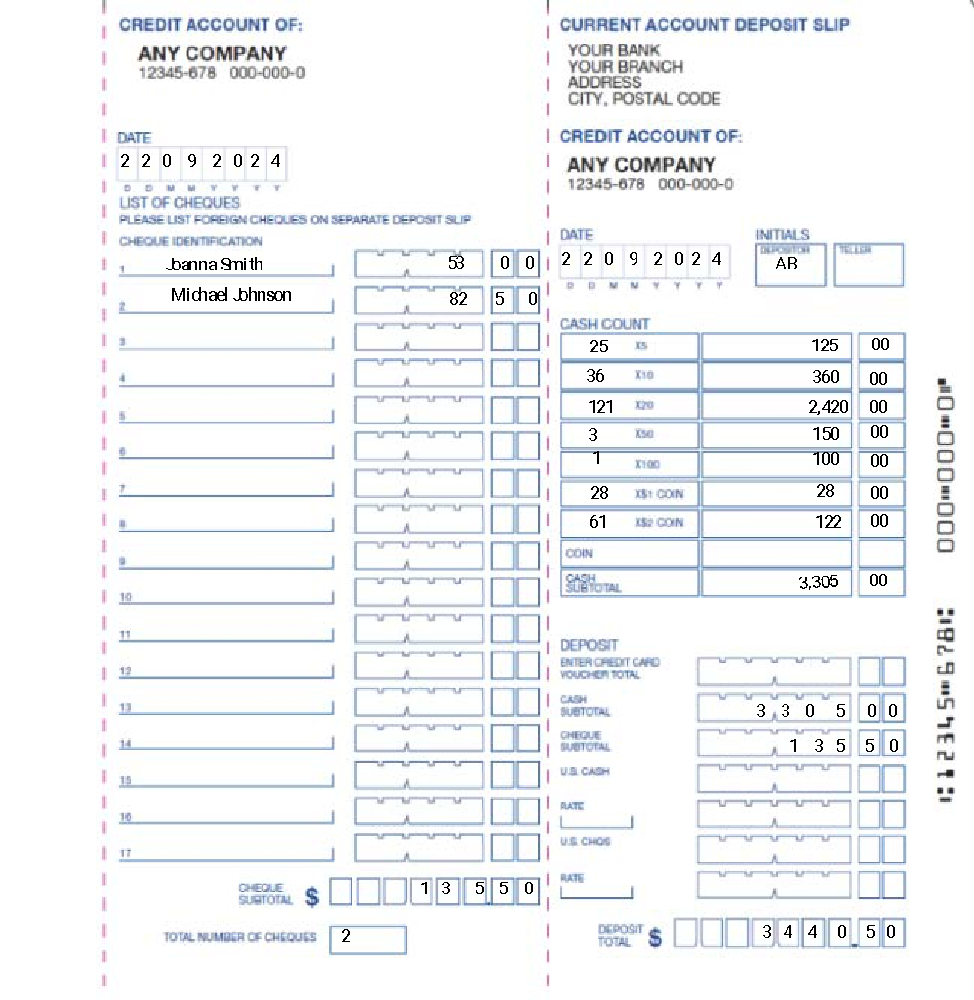 CREDIT ACCOUNT OF:
ANY COMPANY
12345-678 000-000-0
DATE
2 2 0 9 2 0 2 4
D D M M Y Y Y Y
LIST OF CHEQUES
PLEASE LIST FOREIGN CHEQUES ON SEPARATE DEPOSIT SLIP
CHEQUE IDENTIFICATION
1 Joanna Smith 53 0 0
2 Michael Johnson 82 5 0
3
4
5
6
7
8
9
10
11
12
13
14
15
16
17
CHEQUE SUBTOTAL $ 1 3 5.5 0
TOTAL NUMBER OF CHEQUES 2
CURRENT ACCOUNT DEPOSIT SLIP
YOUR BANK
YOUR BRANCH
ADDRESS
CITY, POSTAL CODE
CREDIT ACCOUNT OF:
ANY COMPANY
12345-678 000-000-0
DATE
2 2 0 9 2 0 2 4
D D M M Y Y Y Y
INITIALS
DEPOSITOR TELLER
AB
CASH COUNT
25 X5 125 00
36 X10 360 00
121 X20 2,420 00
3 X50 150 00
1 X100 100 00
28 X$1 COIN 28 00
61 X$2 COIN 122 00
COIN
CASH SUBTOTAL 3,305 00
DEPOSIT
ENTER CREDIT CARD
VOUCHER TOTAL
CASH
SUBTOTAL 3 3 0 5 0 0
CHEQUE
SUBTOTAL 1 3 5 5 0
U.S. CASH
RATE
U.S. CHQS
RATE
DEPOSIT TOTAL $ 3 4 4 0.5 0
⑆12345⑉678⑆ 000⑉000⑉0⑈